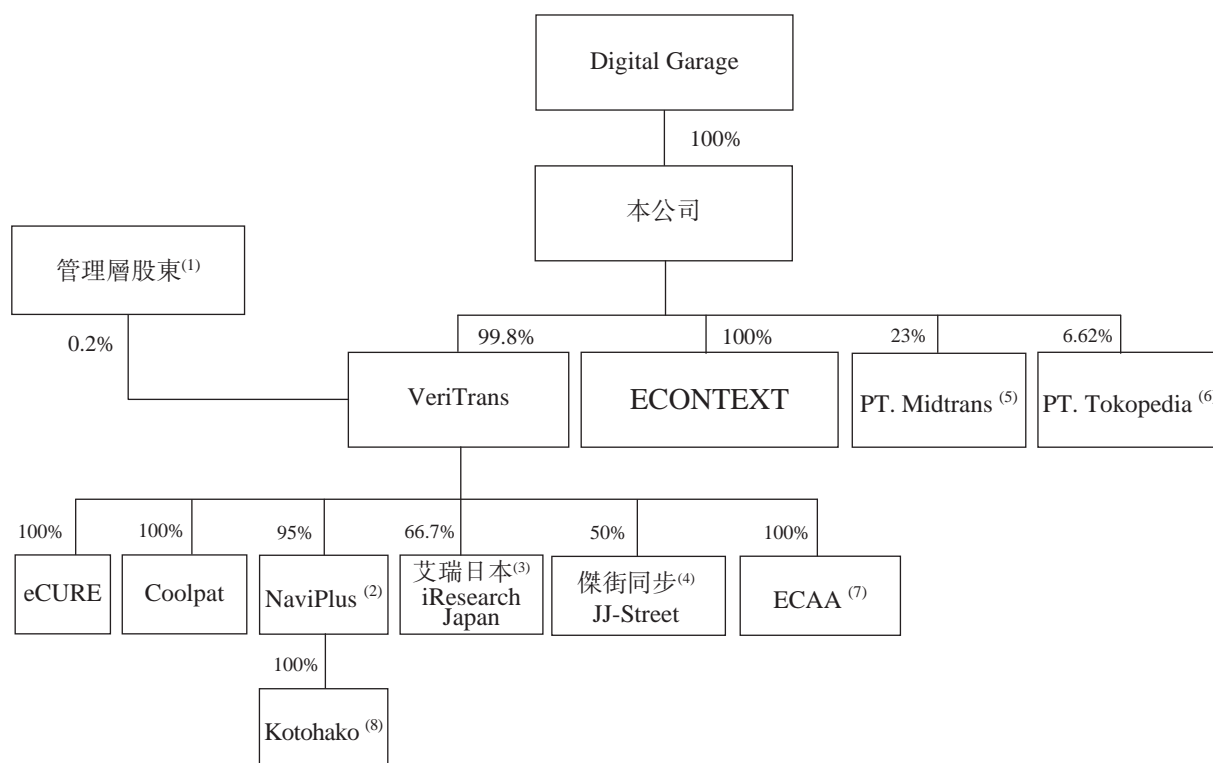 Digital Garage
100%
本公司
管理層股東(1)
0.2%
99.8%
100%
23%
6.62%
VeriTrans
ECONTEXT
PT. Midtrans (5)
PT. Tokopedia (6)
100%
100%
95%
66.7%
50%
100%
eCURE
Coolpat
NaviPlus (2)
艾瑞日本(3)
iResearch
Japan
傑街同步(4)
JJ-Street
ECAA (7)
100%
Kotohako (8)